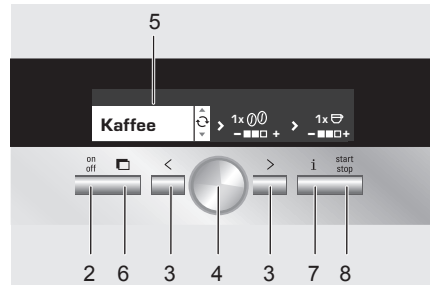 5
Kaffee
1x
1x
- +
- +
on
off
<
>
i
start
stop
2
6
3
4
3
7
8